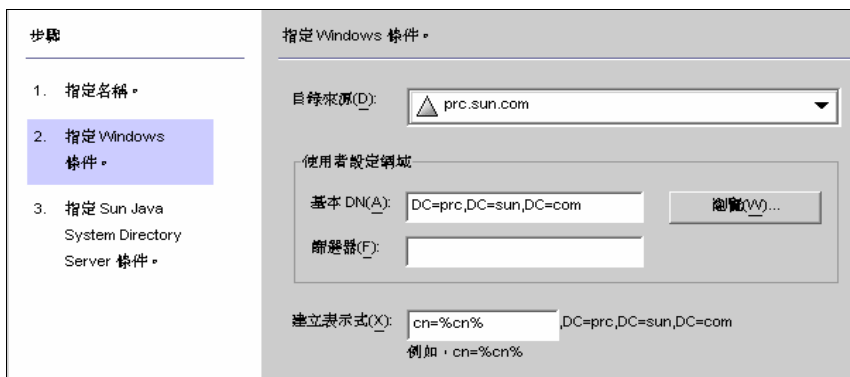 步驟
1. 指定名稱。
2. 指定 Windows
條件。
3. 指定 Sun Java
System Directory
Server 條件。
指定 Windows 條件。
目錄來源(D): prc.sun.com
使用者設定網域
基本 DN(A): DC=prc,DC=sun,DC=com 瀏覽(W)...
篩選器(F):
建立表示式(X): cn=%cn% ,DC=prc,DC=sun,DC=com
例如，cn=%cn%